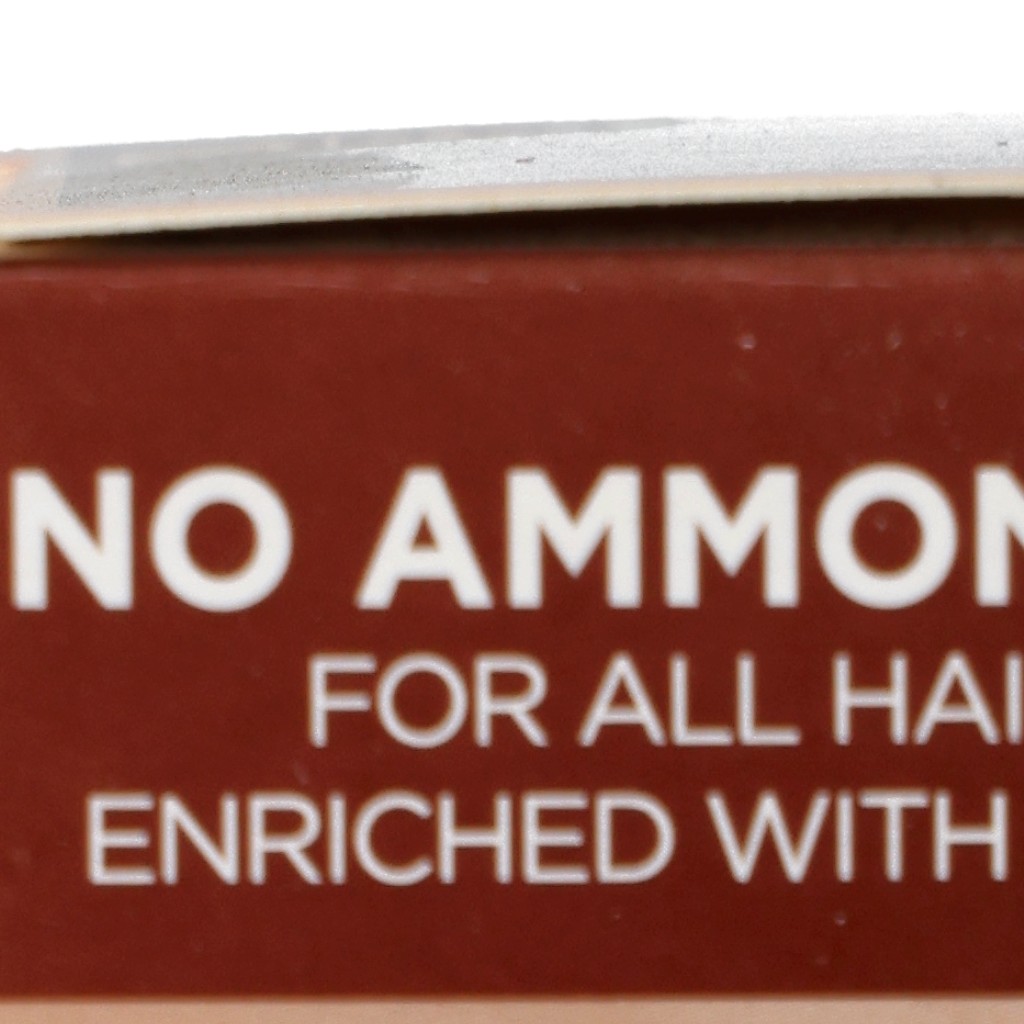 NO AMMON
FOR ALL HAI
ENRICHED WITH